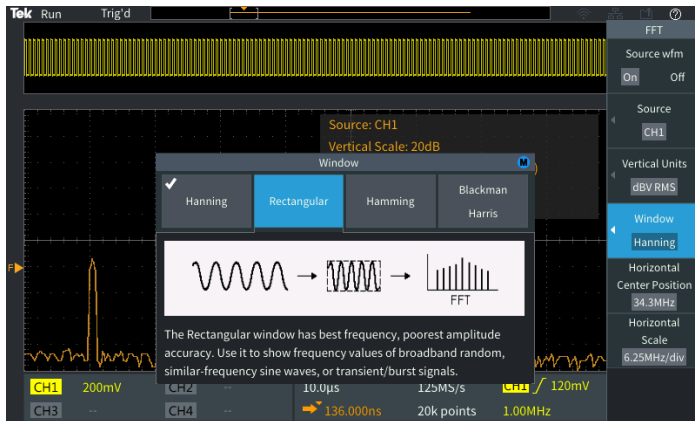 Tek Run Trig'd
FFT
Source wfm
On Off
Source
CH1
Vertical Units
dBV RMS
Window
Hanning
Horizontal
Center Position
34.3MHz
Horizontal
Scale
6.25MHz/div
Source: CH1
Vertical Scale: 20dB
Window
M
Hanning
Rectangular
Hamming
Blackman
Harris
FFT
The Rectangular window has best frequency, poorest amplitude
accuracy. Use it to show frequency values of broadband random,
similar-frequency sine waves, or transient/burst signals.
F
CH1 200mV CH2 -- 10.0µs 125MS/s CH1 120mV
CH3 -- CH4 -- 136.000ns 20k points 1.00MHz